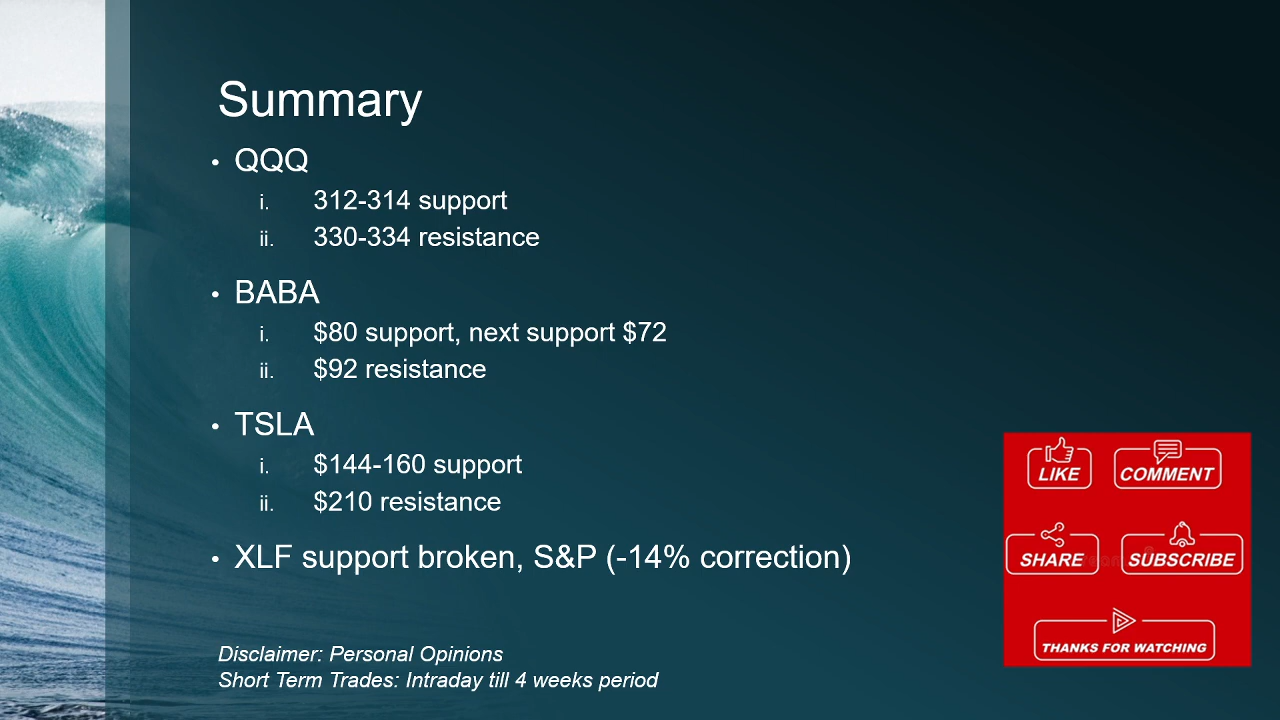 Summary
• QQQ
i. 312-314 support
ii. 330-334 resistance
• BABA
i. $80 support, next support $72
ii. $92 resistance
• TSLA
i. $144-160 support
ii. $210 resistance
• XLF support broken, S&P (-14% correction)
Disclaimer: Personal Opinions
Short Term Trades: Intraday till 4 weeks period
LIKE COMMENT
SHARE SUBSCRIBE
THANKS FOR WATCHING